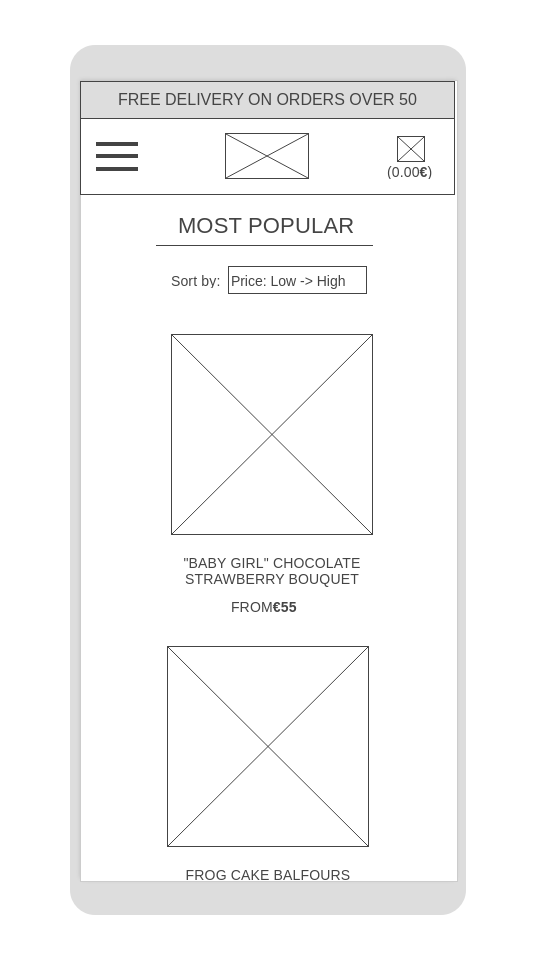 FREE DELIVERY ON ORDERS OVER 50
(0.00€)
MOST POPULAR
Sort by: Price: Low -> High
"BABY GIRL" CHOCOLATE
STRAWBERRY BOUQUET
FROM€55
FROG CAKE BALFOURS